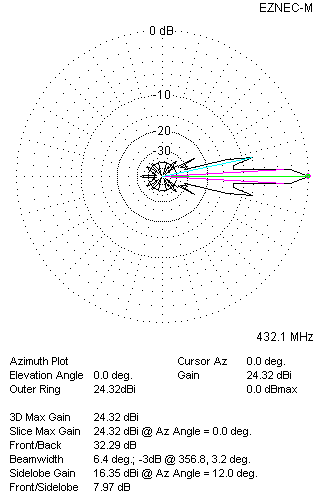 EZNEC-M
0 dB
-10
-20
-30
432.1 MHz
Azimuth Plot Cursor Az 0.0 deg.
Elevation Angle 0.0 deg. Gain 24.32 dBi
Outer Ring 24.32dBi 0.0 dBmax
3D Max Gain 24.32 dBi
Slice Max Gain 24.32 dBi @ Az Angle = 0.0 deg.
Front/Back 32.29 dB
Beamwidth 6.4 deg.; -3dB @ 356.8, 3.2 deg.
Sidelobe Gain 16.35 dBi @ Az Angle = 12.0 deg.
Front/Sidelobe 7.97 dB